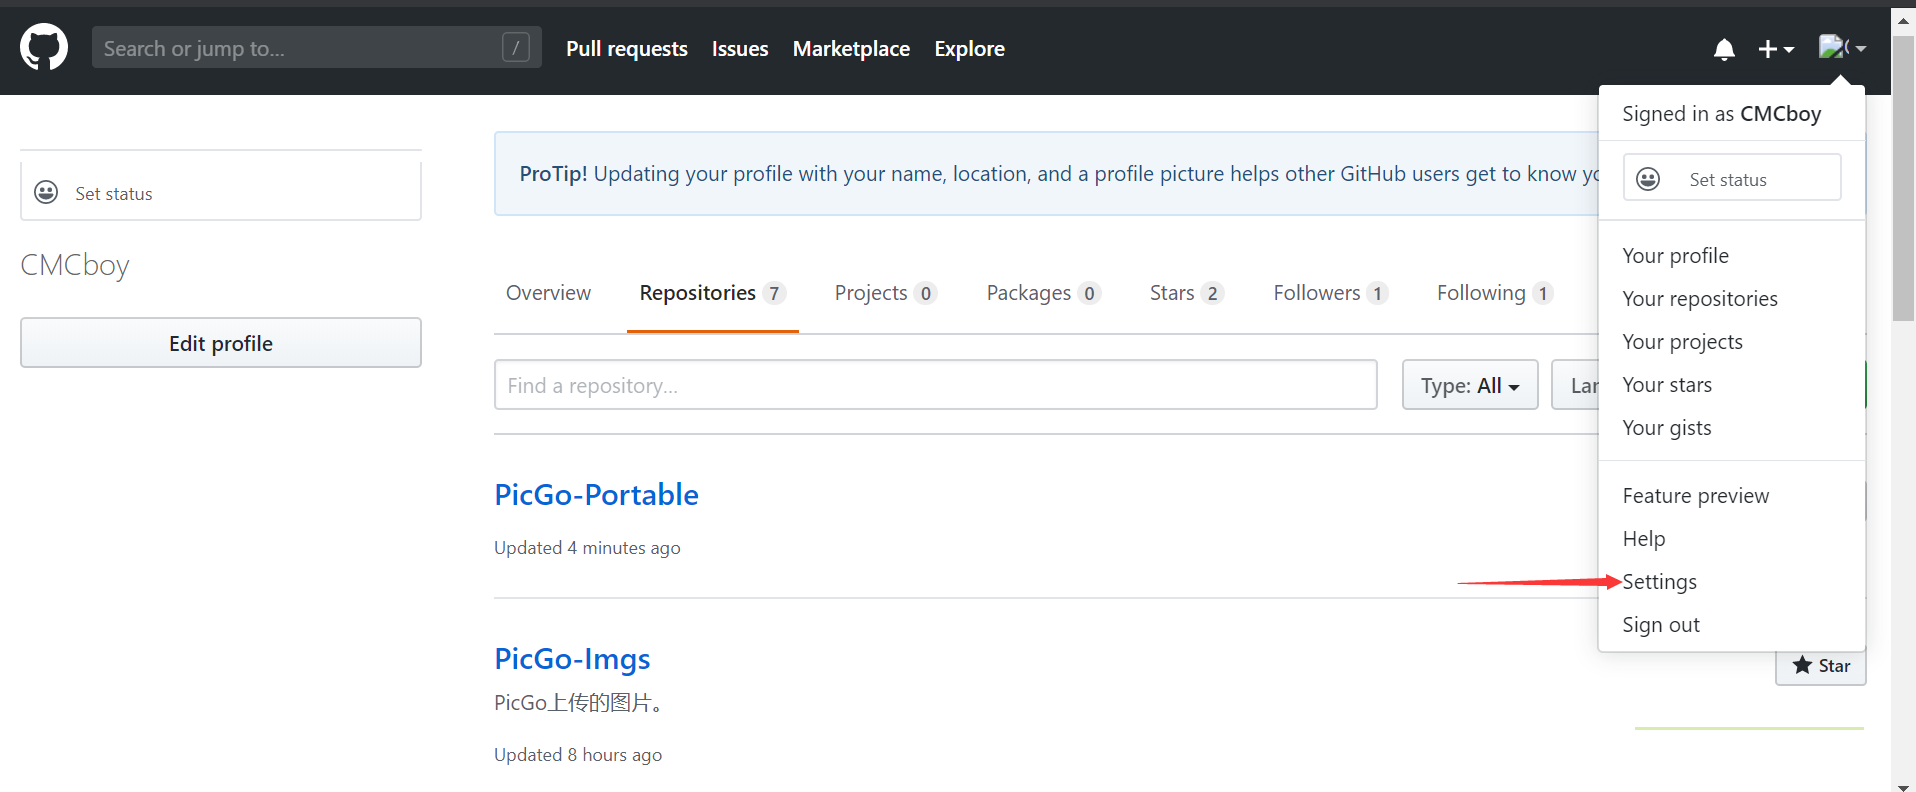 Search or jump to... / Pull requests Issues Marketplace Explore
Signed in as CMCboy
Set status
Your profile
Your repositories
Your projects
Your stars
Your gists
Feature preview
Help
Settings
Sign out
Set status
CMCboy
Edit profile
ProTip! Updating your profile with your name, location, and a profile picture helps other GitHub users get to know
Overview Repositories 7 Projects 0 Packages 0 Stars 2 Followers 1 Following 1
Find a repository... Type: All
PicGo-Portable
Updated 4 minutes ago
PicGo-Imgs
Star
PicGo上传的图片。
Updated 8 hours ago